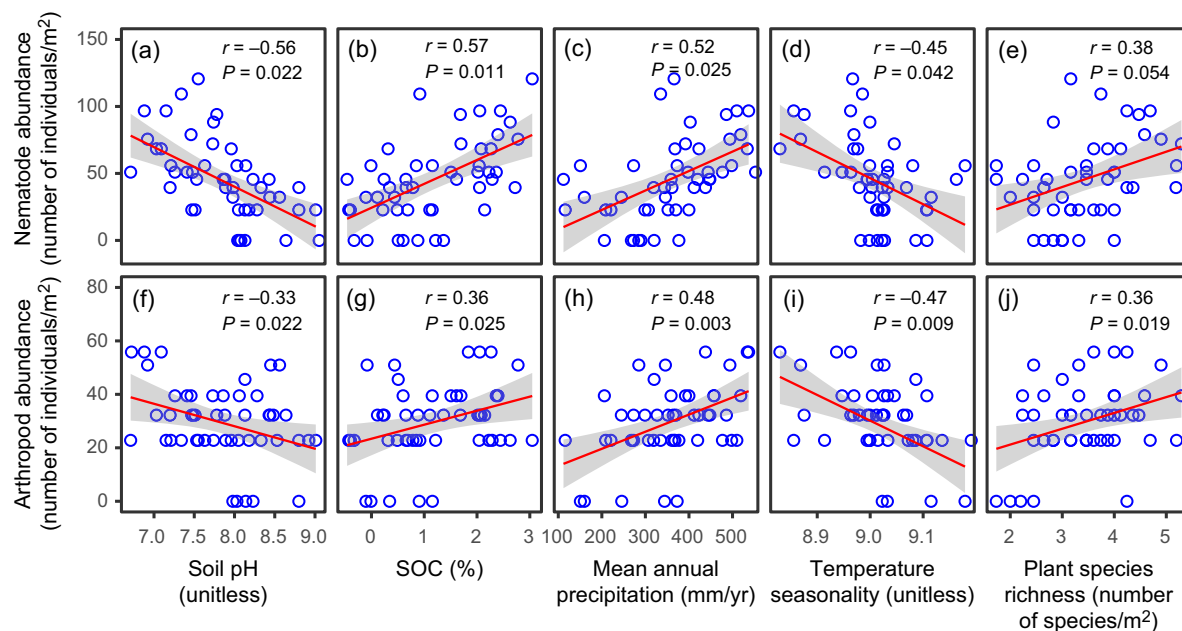 Nematode abundance
(number of individuals/m²)
150
100
50
0
(a)
r = –0.56
P = 0.022
(b)
r = 0.57
P = 0.011
(c)
r = 0.52
P = 0.025
(d)
r = –0.45
P = 0.042
(e)
r = 0.38
P = 0.054
Arthropod abundance
(number of individuals/m²)
80
60
40
20
0
(f)
r = –0.33
P = 0.022
(g)
r = 0.36
P = 0.025
(h)
r = 0.48
P = 0.003
(i)
r = –0.47
P = 0.009
(j)
r = 0.36
P = 0.019
7.0 7.5 8.0 8.5 9.0
0 1 2 3
100 200 300 400 500
8.9 9.0 9.1
2 3 4 5
Soil pH
(unitless)
SOC (%)
Mean annual
precipitation (mm/yr)
Temperature
seasonality (unitless)
Plant species
richness (number
of species/m²)